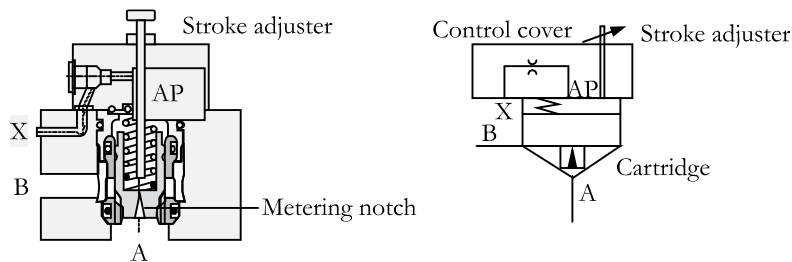 Stroke adjuster
AP
X
B
Metering notch
A
Control cover
Stroke adjuster
AP
X
B
Cartridge
A